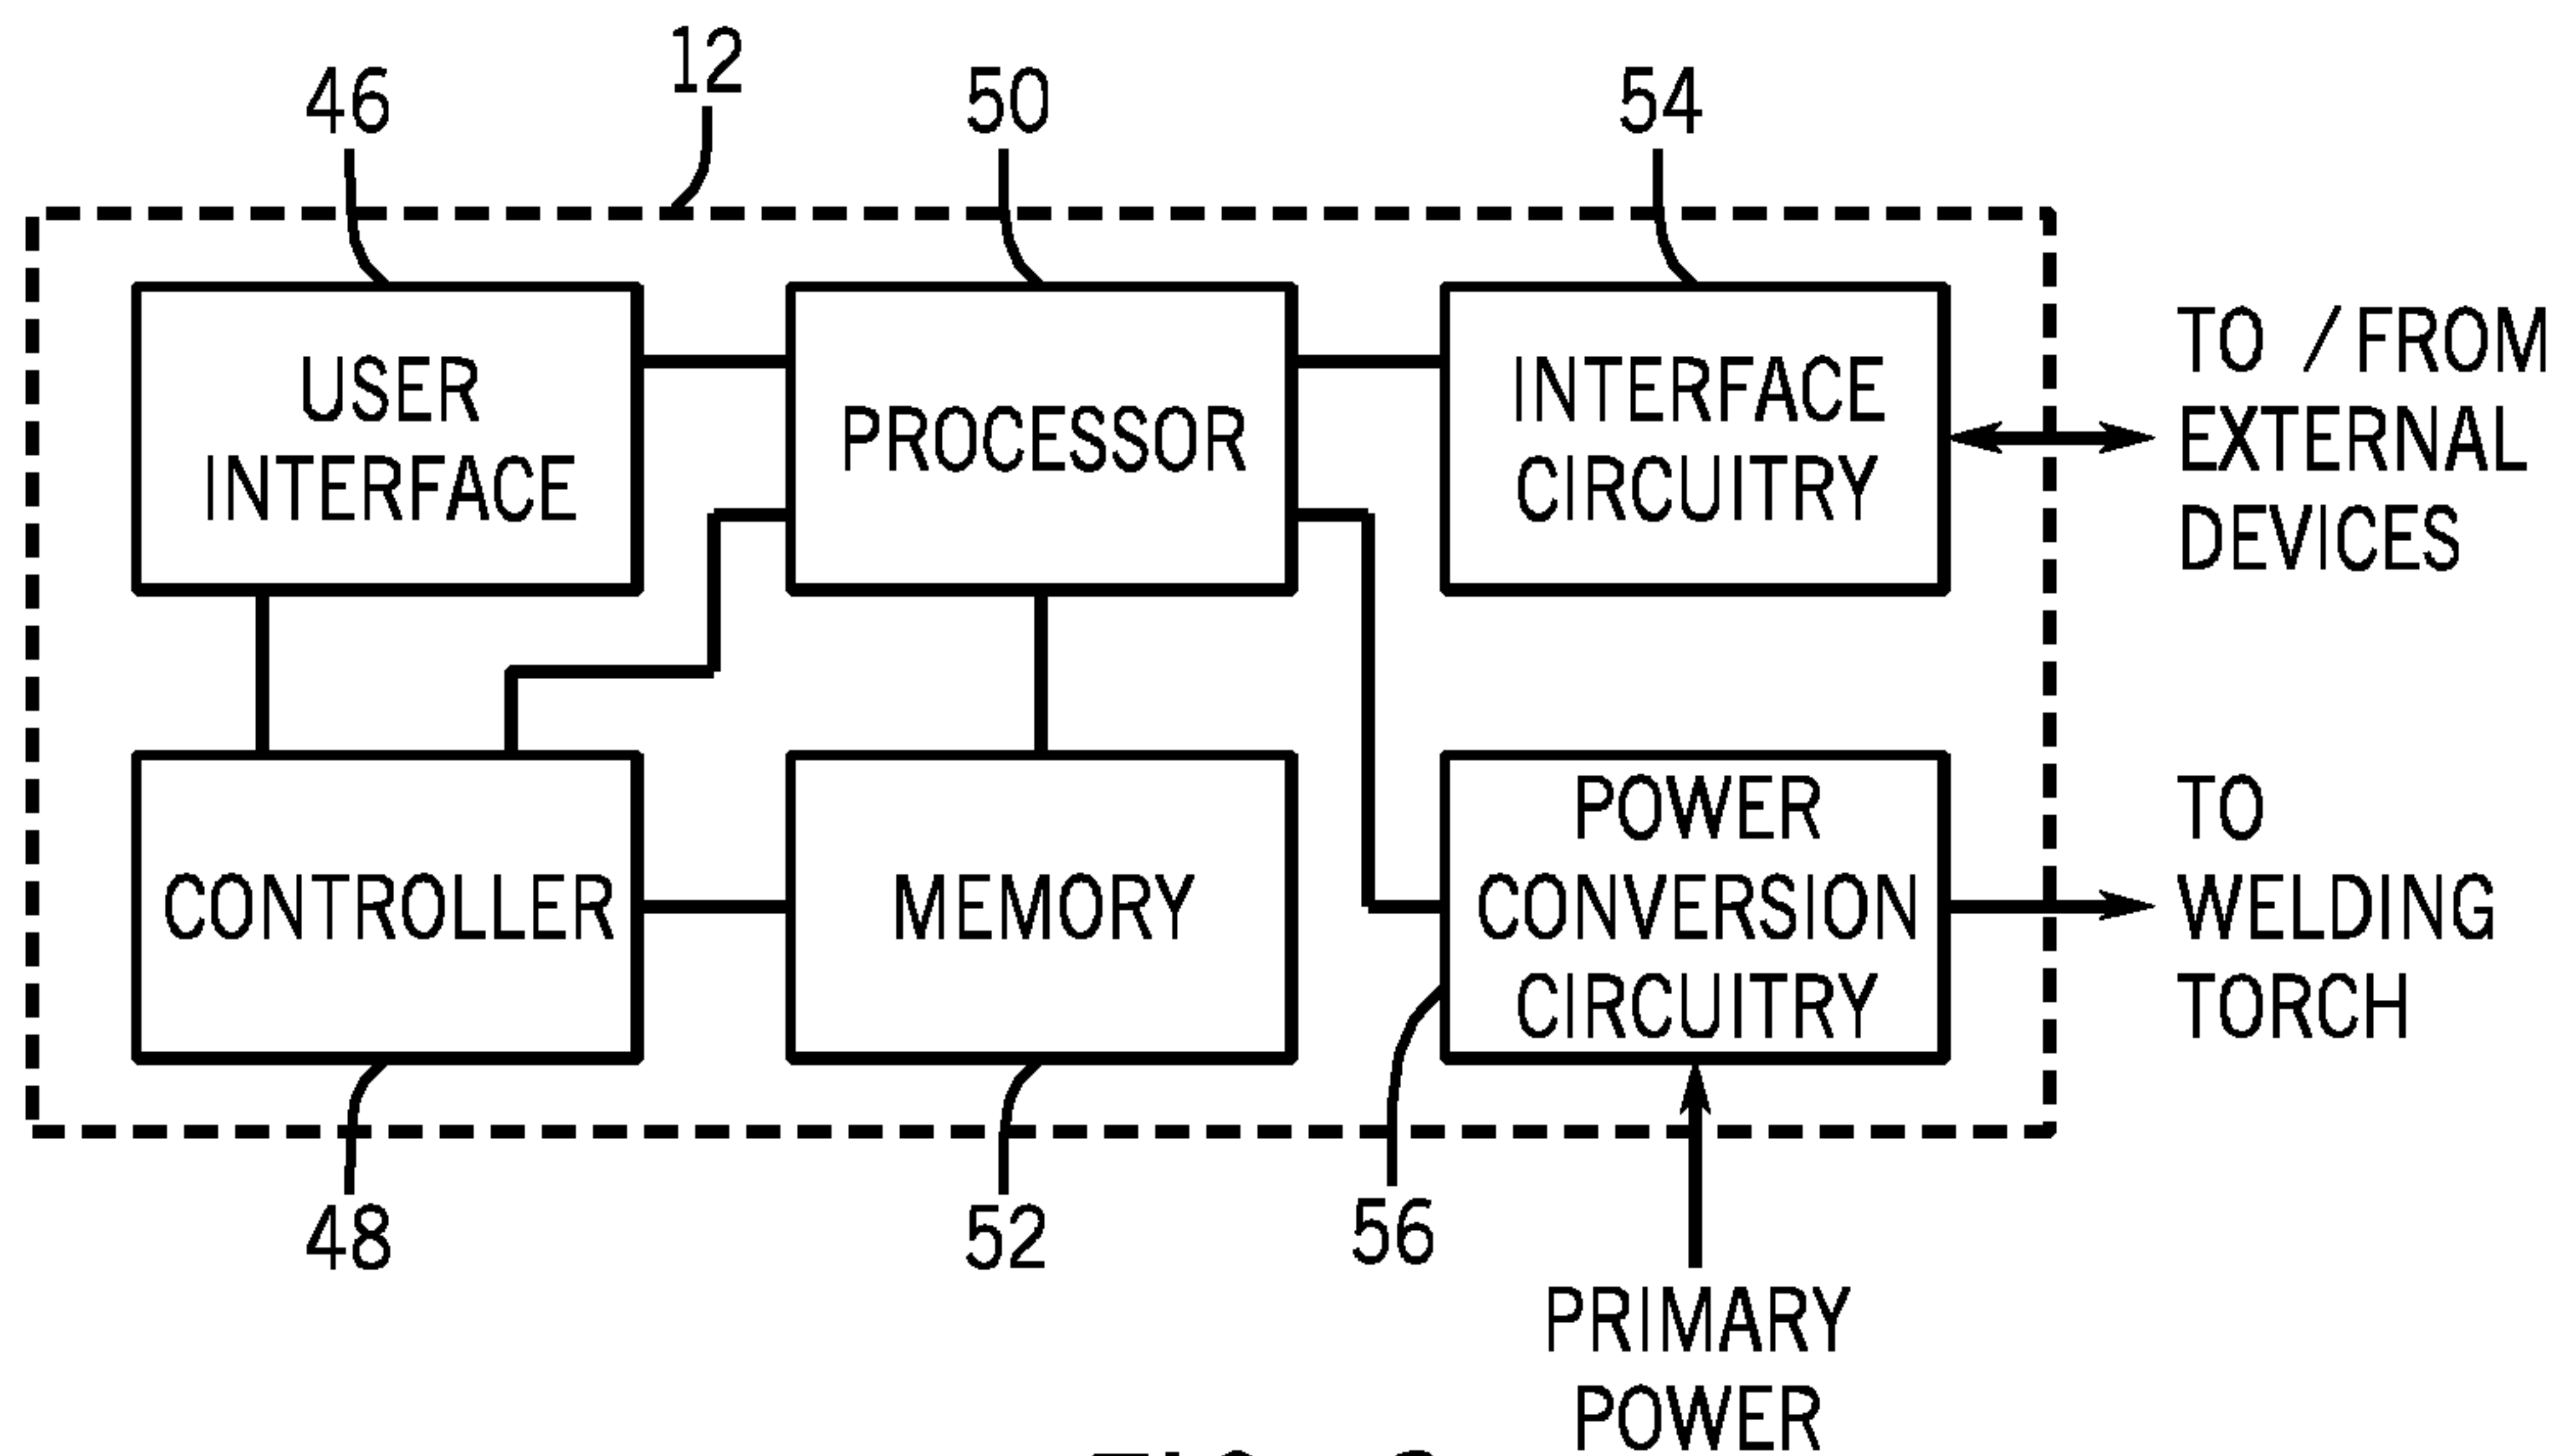 12
46
50
54
USER
INTERFACE
PROCESSOR
INTERFACE
CIRCUITRY
TO / FROM
EXTERNAL
DEVICES
CONTROLLER
MEMORY
POWER
CONVERSION
CIRCUITRY
TO
WELDING
TORCH
48
52
56
PRIMARY
POWER